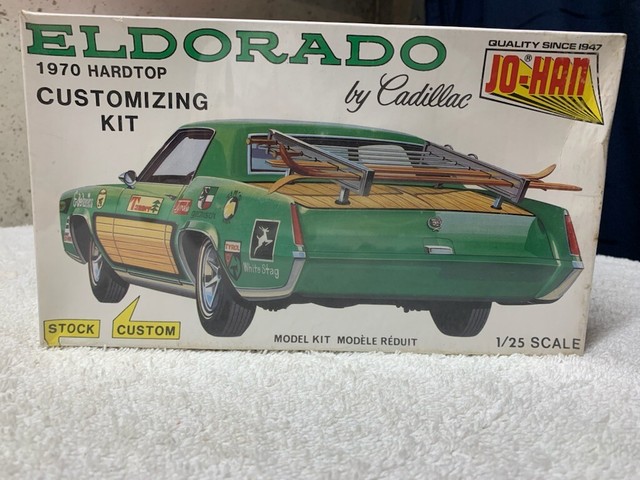 ELDORADO
1970 HARDTOP
by Cadillac
CUSTOMIZING
KIT
QUALITY SINCE 1947
JO-HAN®
TYROL
White Stag
STOCK
CUSTOM
MODEL KIT MODÈLE RÉDUIT
1/25 SCALE